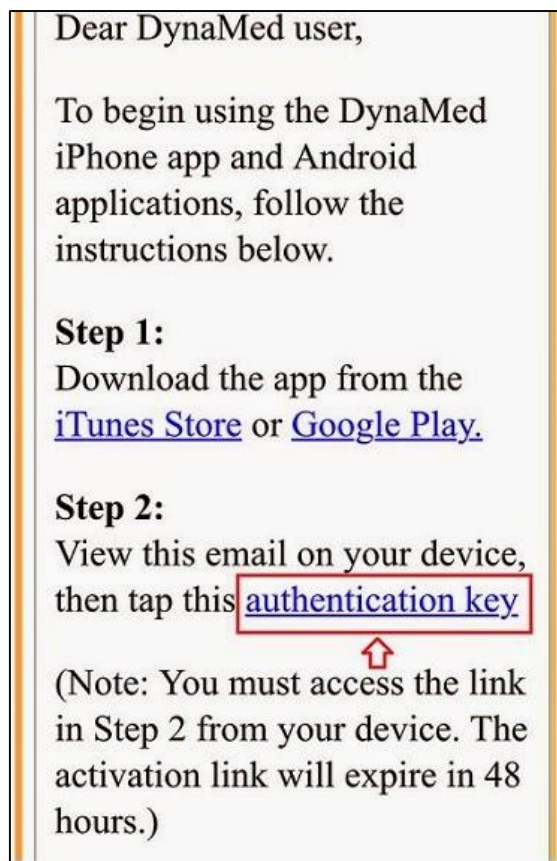 Dear DynaMed user,
To begin using the DynaMed
iPhone app and Android
applications, follow the
instructions below.
Step 1:
Download the app from the
iTunes Store or Google Play.
Step 2:
View this email on your device,
then tap this authentication key
(Note: You must access the link
in Step 2 from your device. The
activation link will expire in 48
hours.)